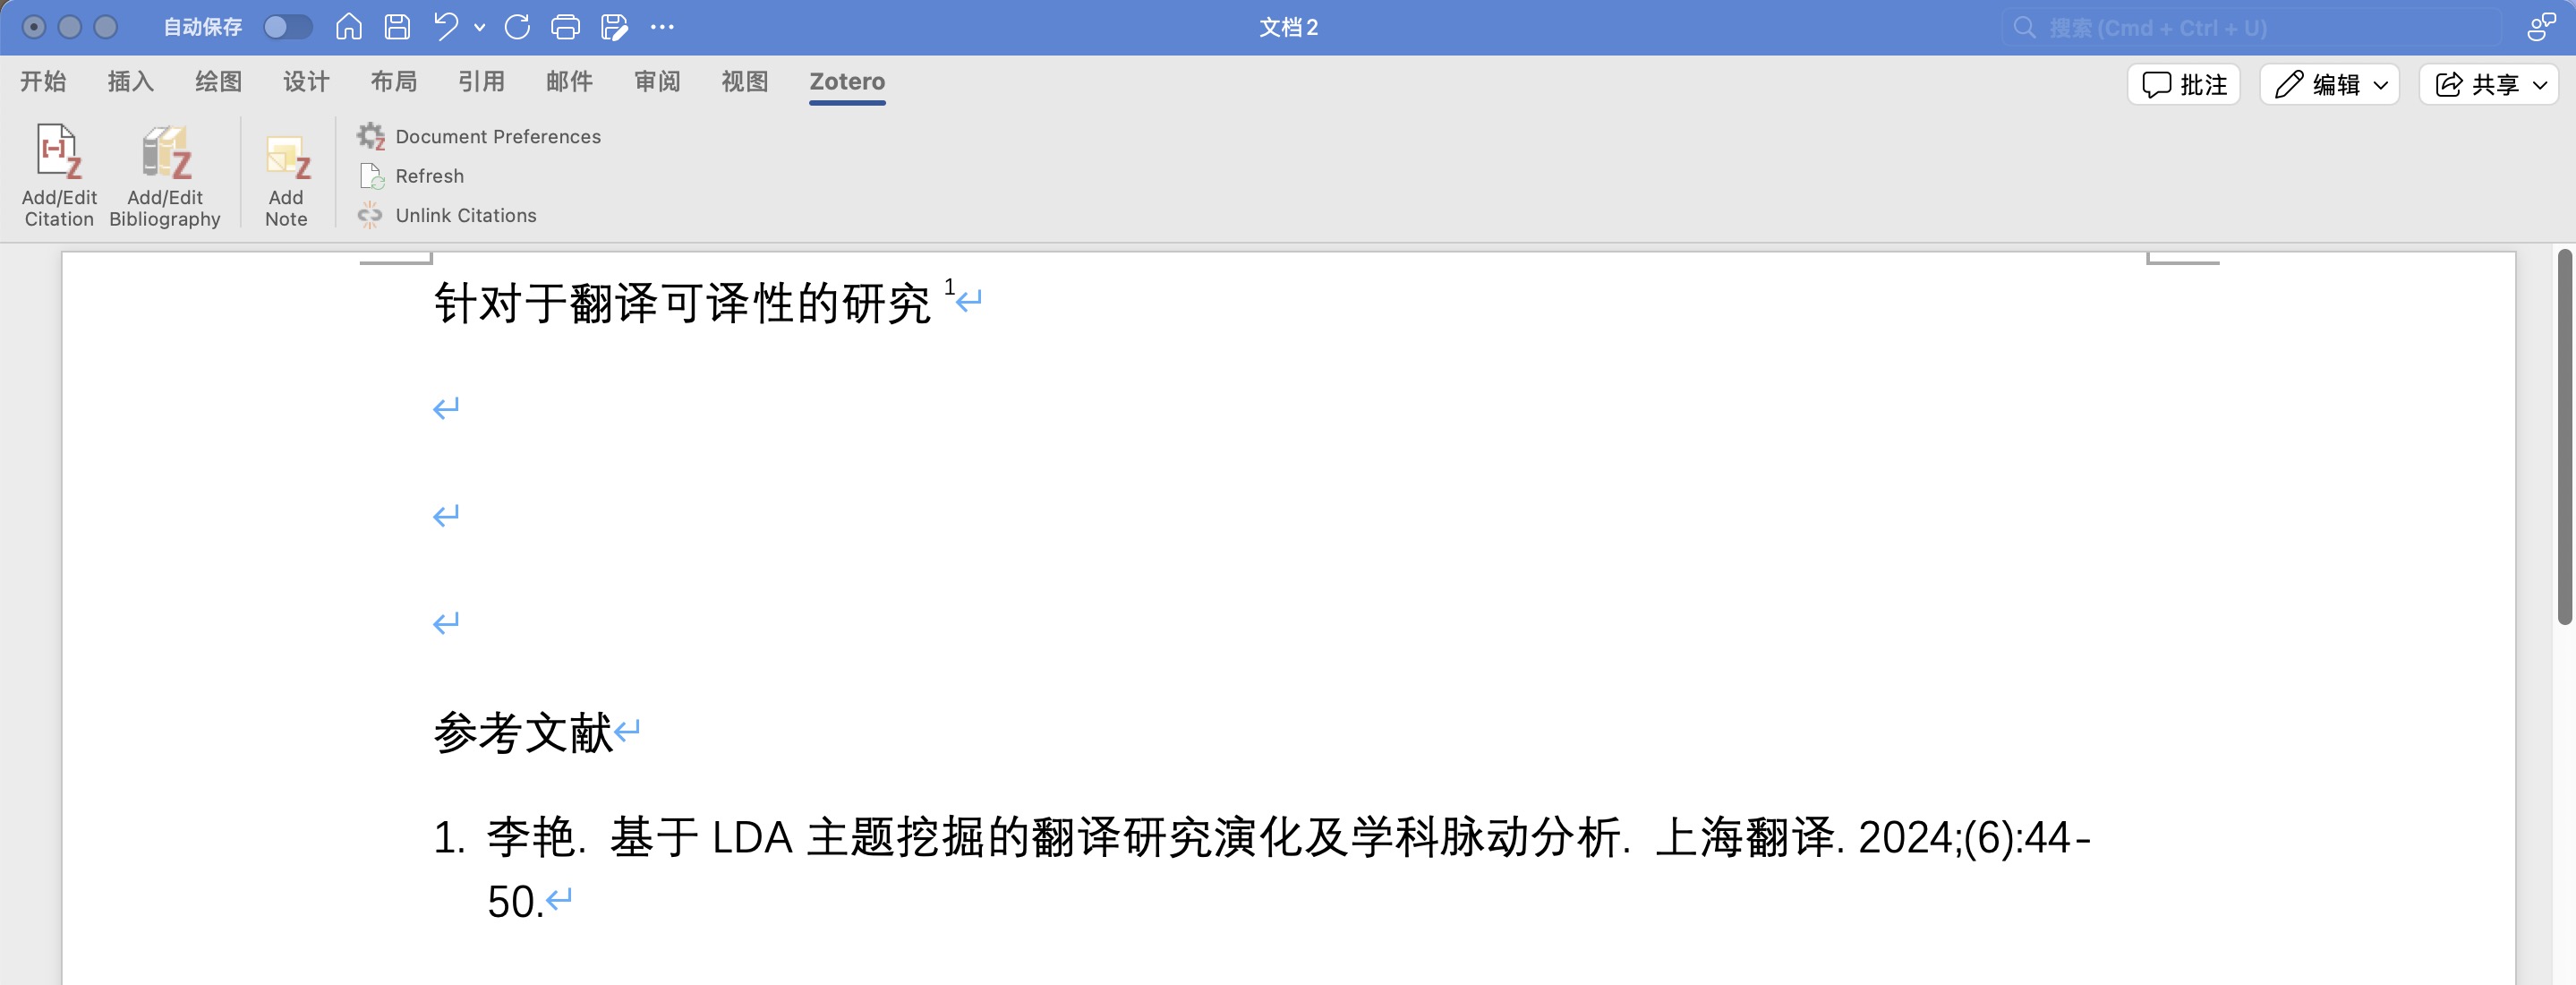 自动保存
文档2
搜索(Cmd + Ctrl + U)
开始 插入 绘图 设计 布局 引用 邮件 审阅 视图 Zotero
批注 编辑 共享
Add/Edit Citation
Add/Edit Bibliography
Add Note
Document Preferences
Refresh
Unlink Citations
针对于翻译可译性的研究 1
参考文献
1. 李艳. 基于 LDA 主题挖掘的翻译研究演化及学科脉动分析. 上海翻译. 2024;(6):44-
50.